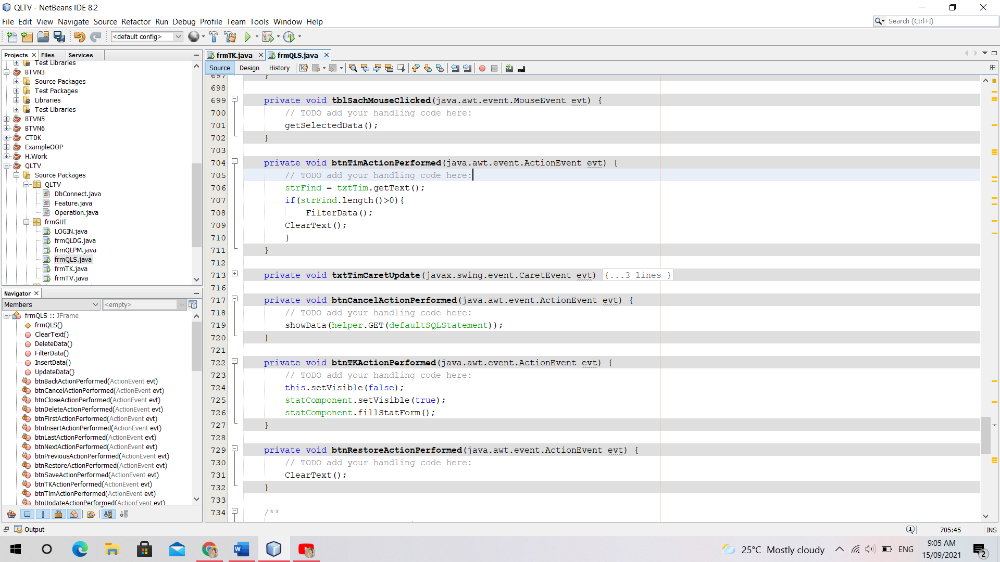 QLTV - NetBeans IDE 8.2
File Edit View Navigate Source Refactor Run Debug Profile Team Tools Window Help
Search (Ctrl+I)
<default config>
Projects Files Services
Test Libraries
BTVN3
Source Packages
Test Packages
Libraries
Test Libraries
BTVN5
BTVN6
CTDK
ExampleOOP
H.Work
QLTV
Source Packages
QLTV
DbConnect.java
Feature.java
Operation.java
frmGUI
LOGIN.java
frmQLDG.java
frmQLPM.java
frmQLS.java
frmTK.java
frmTV.java
Navigator
Members <empty>
frmQLS :: JFrame
frmQLS()
ClearText()
DeleteData()
FilterData()
InsertData()
UpdateData()
btnBackActionPerformed(ActionEvent evt)
btnCancelActionPerformed(ActionEvent evt)
btnCloseActionPerformed(ActionEvent evt)
btnDeleteActionPerformed(ActionEvent evt)
btnFirstActionPerformed(ActionEvent evt)
btnInsertActionPerformed(ActionEvent evt)
btnLastActionPerformed(ActionEvent evt)
btnNextActionPerformed(ActionEvent evt)
btnPreviousActionPerformed(ActionEvent evt)
btnRestoreActionPerformed(ActionEvent evt)
btnSaveActionPerformed(ActionEvent evt)
btnTKActionPerformed(ActionEvent evt)
btnTimActionPerformed(ActionEvent evt)
btnUpdateActionPerformed(ActionEvent evt)
frmTK.java frmQLS.java
Source Design History
697 }
698
699 private void tblSachMouseClicked(java.awt.event.MouseEvent evt) {
700 // TODO add your handling code here:
701 getSelectedData();
702 }
703
704 private void btnTimActionPerformed(java.awt.event.ActionEvent evt) {
705 // TODO add your handling code here:
706 strFind = txtTim.getText();
707 if(strFind.length()>0){
708 FilterData();
709 ClearText();
710 }
711 }
712
713 private void txtTimCaretUpdate(javax.swing.event.CaretEvent evt) {...3 lines }
716
717 private void btnCancelActionPerformed(java.awt.event.ActionEvent evt) {
718 // TODO add your handling code here:
719 showData(helper.GET(defaultSQLStatement));
720 }
721
722 private void btnTKActionPerformed(java.awt.event.ActionEvent evt) {
723 // TODO add your handling code here:
724 this.setVisible(false);
725 statComponent.setVisible(true);
726 statComponent.fillStatForm();
727 }
728
729 private void btnRestoreActionPerformed(java.awt.event.ActionEvent evt) {
730 // TODO add your handling code here:
731 ClearText();
732 }
733
734 /**
Output
705:45 INS
25°C Mostly cloudy
ENG
9:05 AM
15/09/2021
2